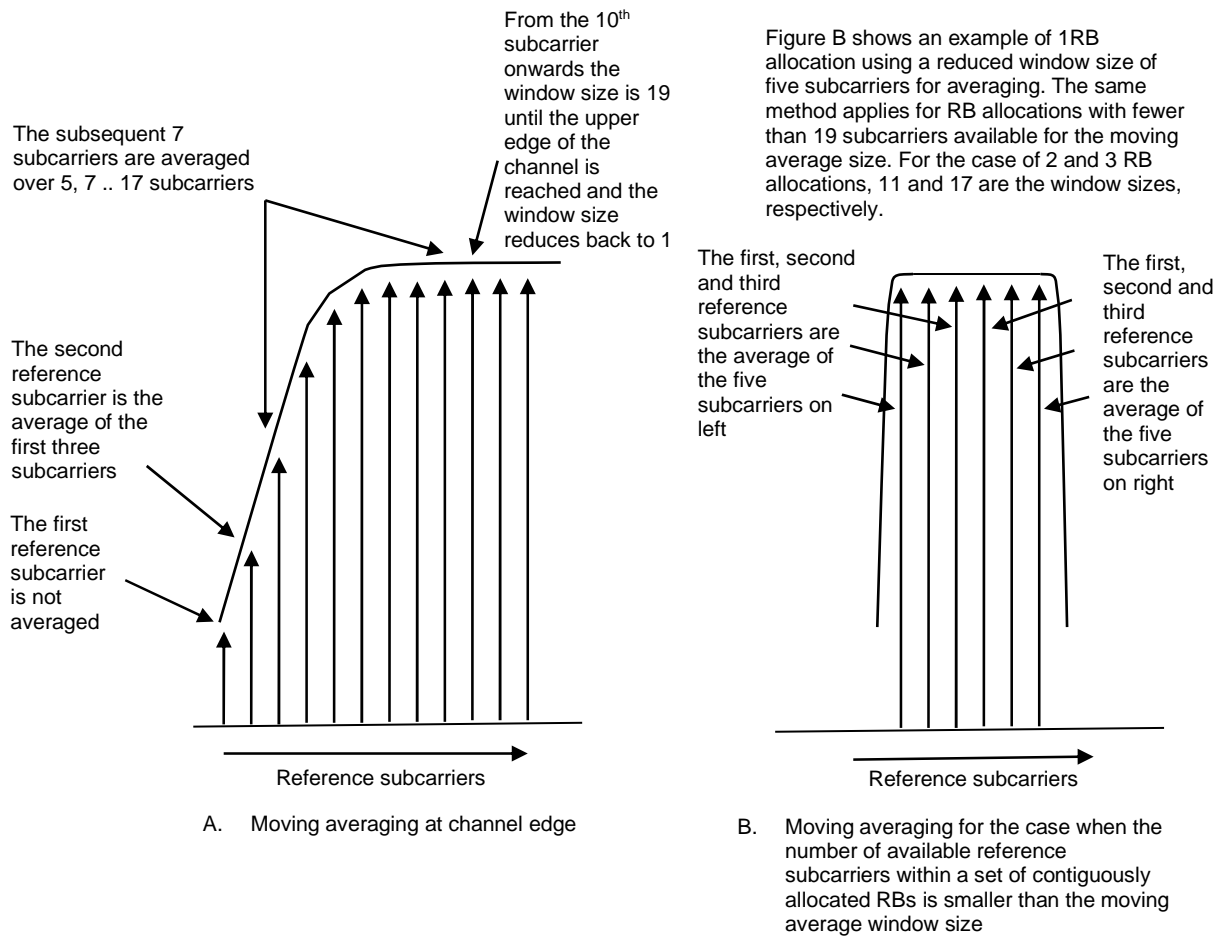 From the 10th
subcarrier
onwards the
window size is 19
until the upper
edge of the
channel is
reached and the
window size
reduces back to 1
Figure B shows an example of 1RB
allocation using a reduced window size of
five subcarriers for averaging. The same
method applies for RB allocations with fewer
than 19 subcarriers available for the moving
average size. For the case of 2 and 3 RB
allocations, 11 and 17 are the window sizes,
respectively.
The subsequent 7
subcarriers are averaged
over 5, 7 .. 17 subcarriers
The second
reference
subcarrier is the
average of the
first three
subcarriers
The first
reference
subcarrier
is not
averaged
The first, second
and third
reference
subcarriers are
the average of
the five
subcarriers on
left
The first,
second and
third
reference
subcarriers
are the
average of
the five
subcarriers
on right
Reference subcarriers
Reference subcarriers
A. Moving averaging at channel edge
B. Moving averaging for the case when the
number of available reference
subcarriers within a set of contiguously
allocated RBs is smaller than the moving
average window size